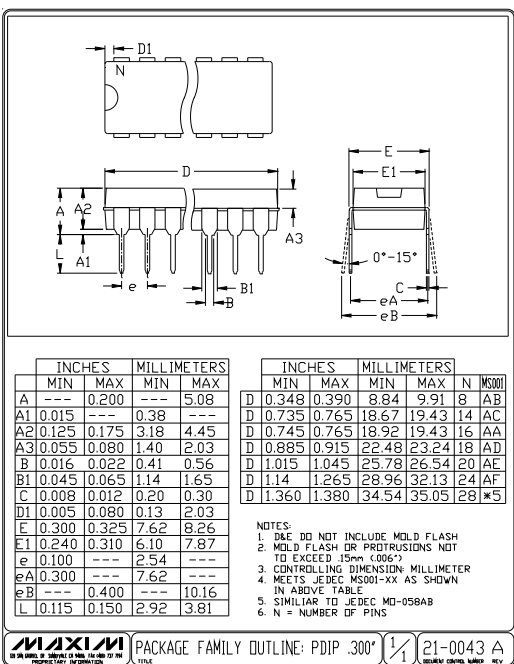 D1
N
D
E
E1
A
A2
A3
L
A1
e
B1
B
0°-15°
C
eA
eB
INCHES MILLIMETERS
MIN MAX MIN MAX
A --- 0.200 --- 5.08
A1 0.015 --- 0.38 ---
A2 0.125 0.175 3.18 4.45
A3 0.055 0.080 1.40 2.03
B 0.016 0.022 0.41 0.56
B1 0.045 0.065 1.14 1.65
C 0.008 0.012 0.20 0.30
D1 0.005 0.080 0.13 2.03
E 0.300 0.325 7.62 8.26
E1 0.240 0.310 6.10 7.87
e 0.100 --- 2.54 ---
eA 0.300 --- 7.62 ---
eB --- 0.400 --- 10.16
L 0.115 0.150 2.92 3.81
INCHES MILLIMETERS
MIN MAX MIN MAX N MS001
D 0.348 0.390 8.84 9.91 8 AB
D 0.735 0.765 18.67 19.43 14 AC
D 0.745 0.765 18.92 19.43 16 AA
D 0.885 0.915 22.48 23.24 18 AD
D 1.015 1.045 25.78 26.54 20 AE
D 1.14 1.265 28.96 32.13 24 AF
D 1.360 1.380 34.54 35.05 28 *5
NOTES:
1. D&E DO NOT INCLUDE MOLD FLASH
2. MOLD FLASH OR PROTRUSIONS NOT
TO EXCEED .15mm (.006")
3. CONTROLLING DIMENSION: MILLIMETER
4. MEETS JEDEC MS001-XX AS SHOWN
IN ABOVE TABLE
5. SIMILIAR TO JEDEC MO-058AB
6. N = NUMBER OF PINS
MAXIM
PROPRIETARY INFORMATION
PACKAGE FAMILY OUTLINE: PDIP .300"
TITLE
1/1
21-0043 A
DOCUMENT CONTROL NUMBER REV